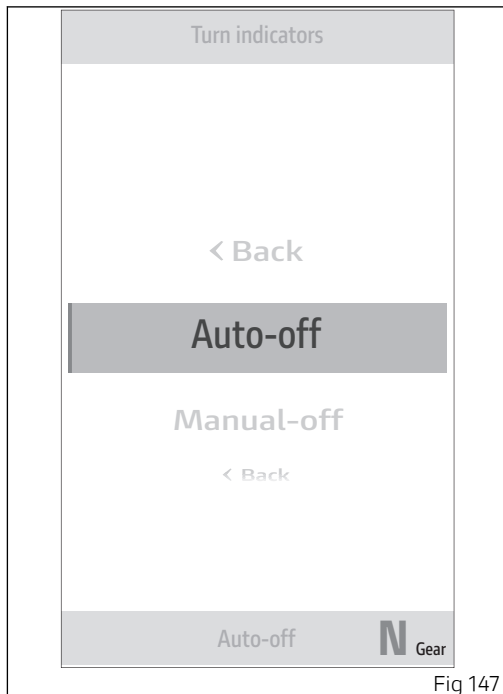 Turn indicators
< Back
Auto-off
Manual-off
< Back
Auto-off N Gear
Fig 147